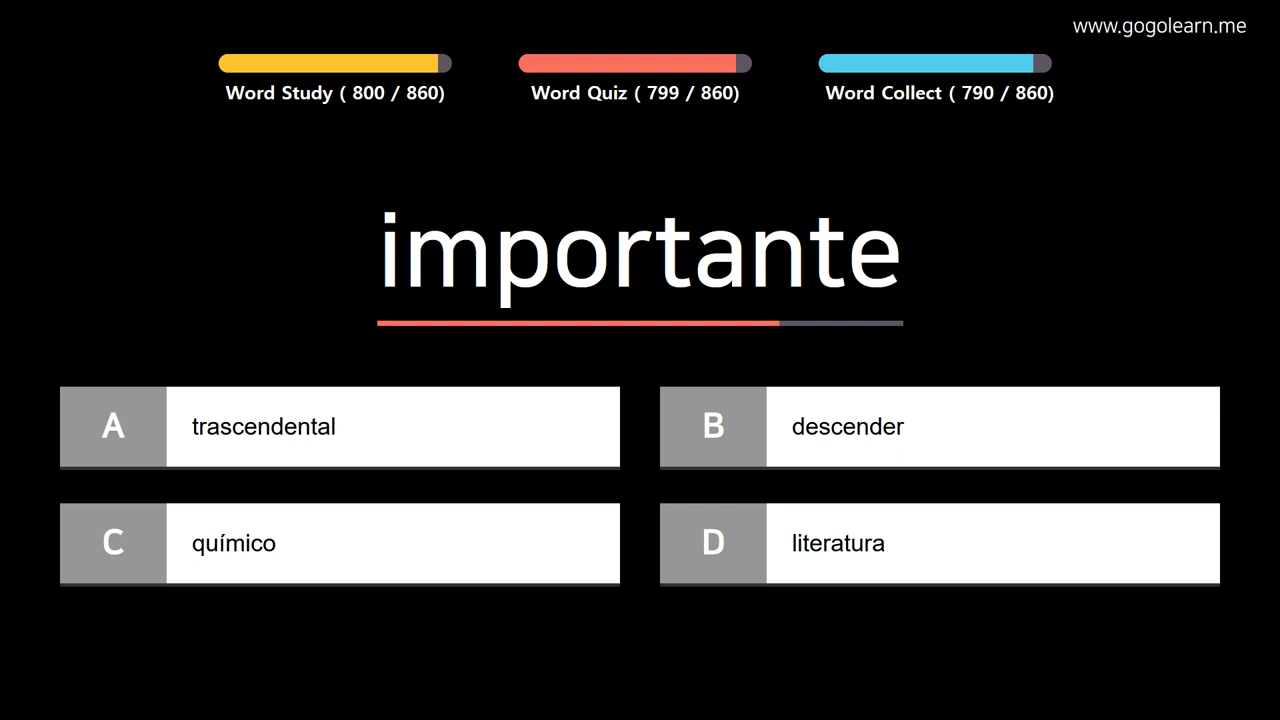 www.gogolearn.me
Word Study ( 800 / 860)
Word Quiz ( 799 / 860)
Word Collect ( 790 / 860)
importante
A trascendental
B descender
C químico
D literatura